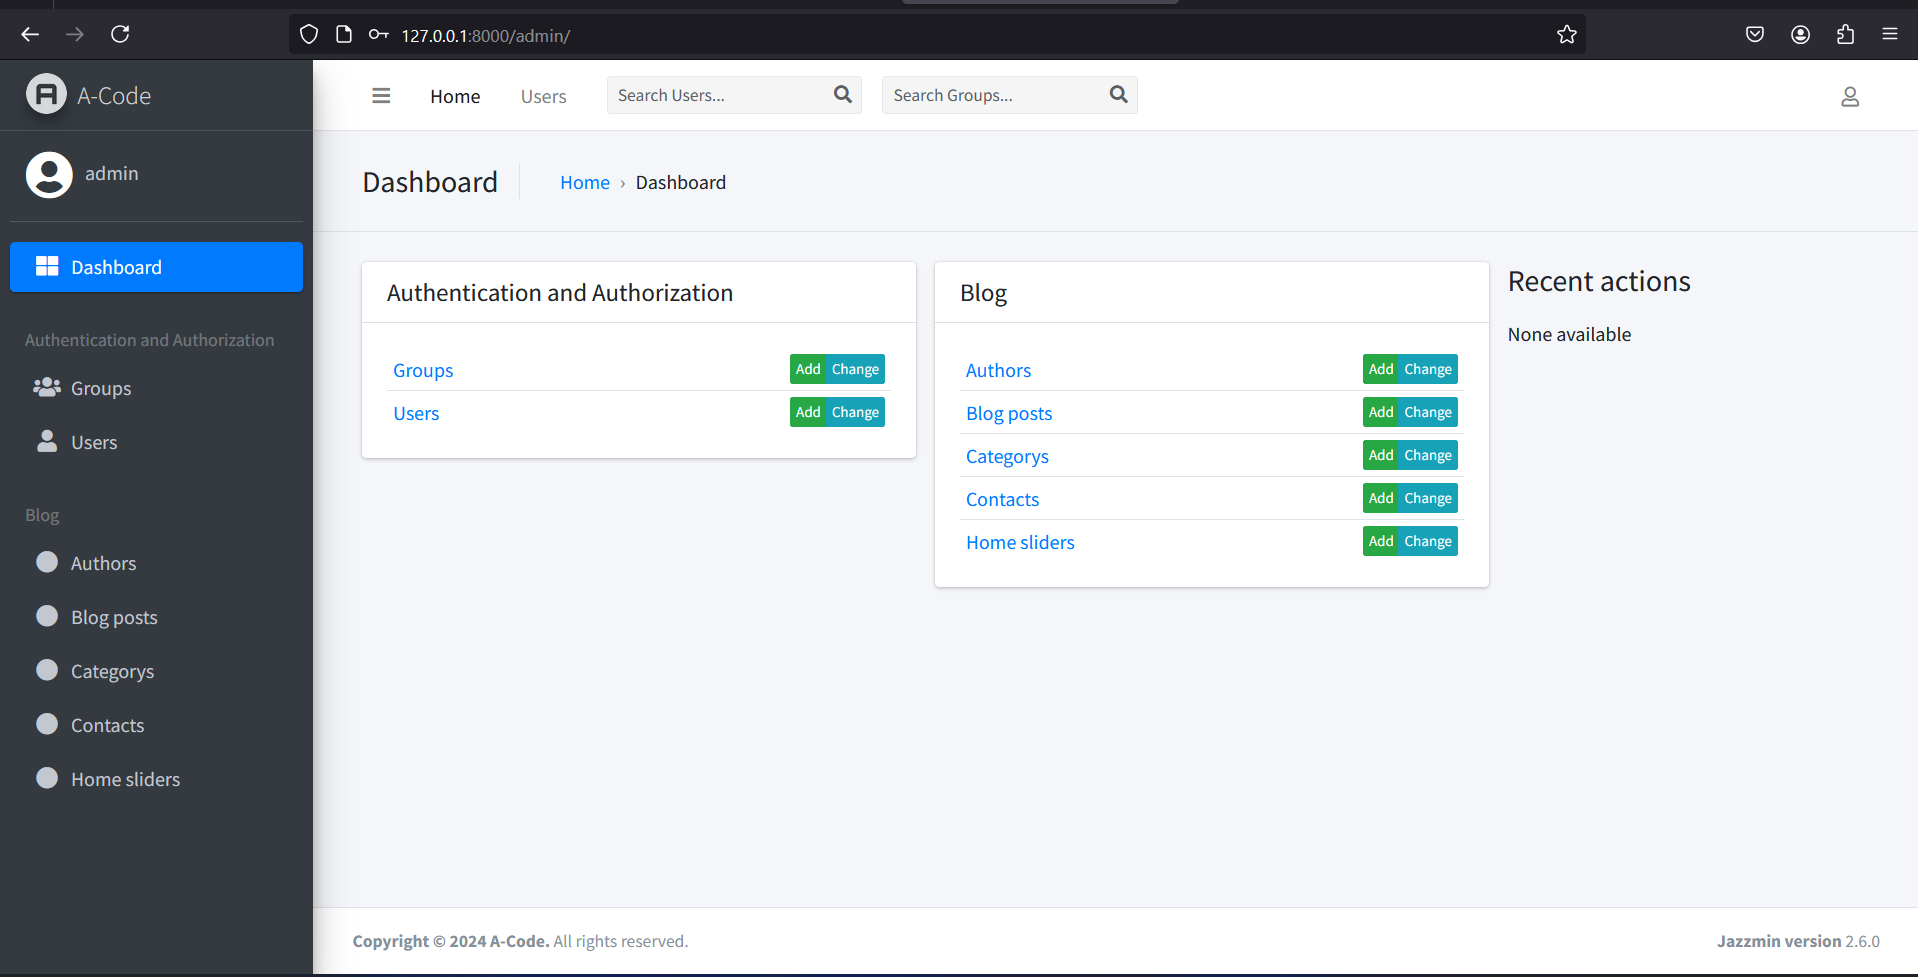 127.0.0.1:8000/admin/
A-Code
admin
Dashboard
Authentication and Authorization
Groups
Users
Blog
Authors
Blog posts
Categorys
Contacts
Home sliders
Home Users Search Users... Search Groups...
Dashboard Home › Dashboard
Authentication and Authorization
Groups Add Change
Users Add Change
Blog
Authors Add Change
Blog posts Add Change
Categorys Add Change
Contacts Add Change
Home sliders Add Change
Recent actions
None available
Copyright © 2024 A-Code. All rights reserved. Jazzmin version 2.6.0